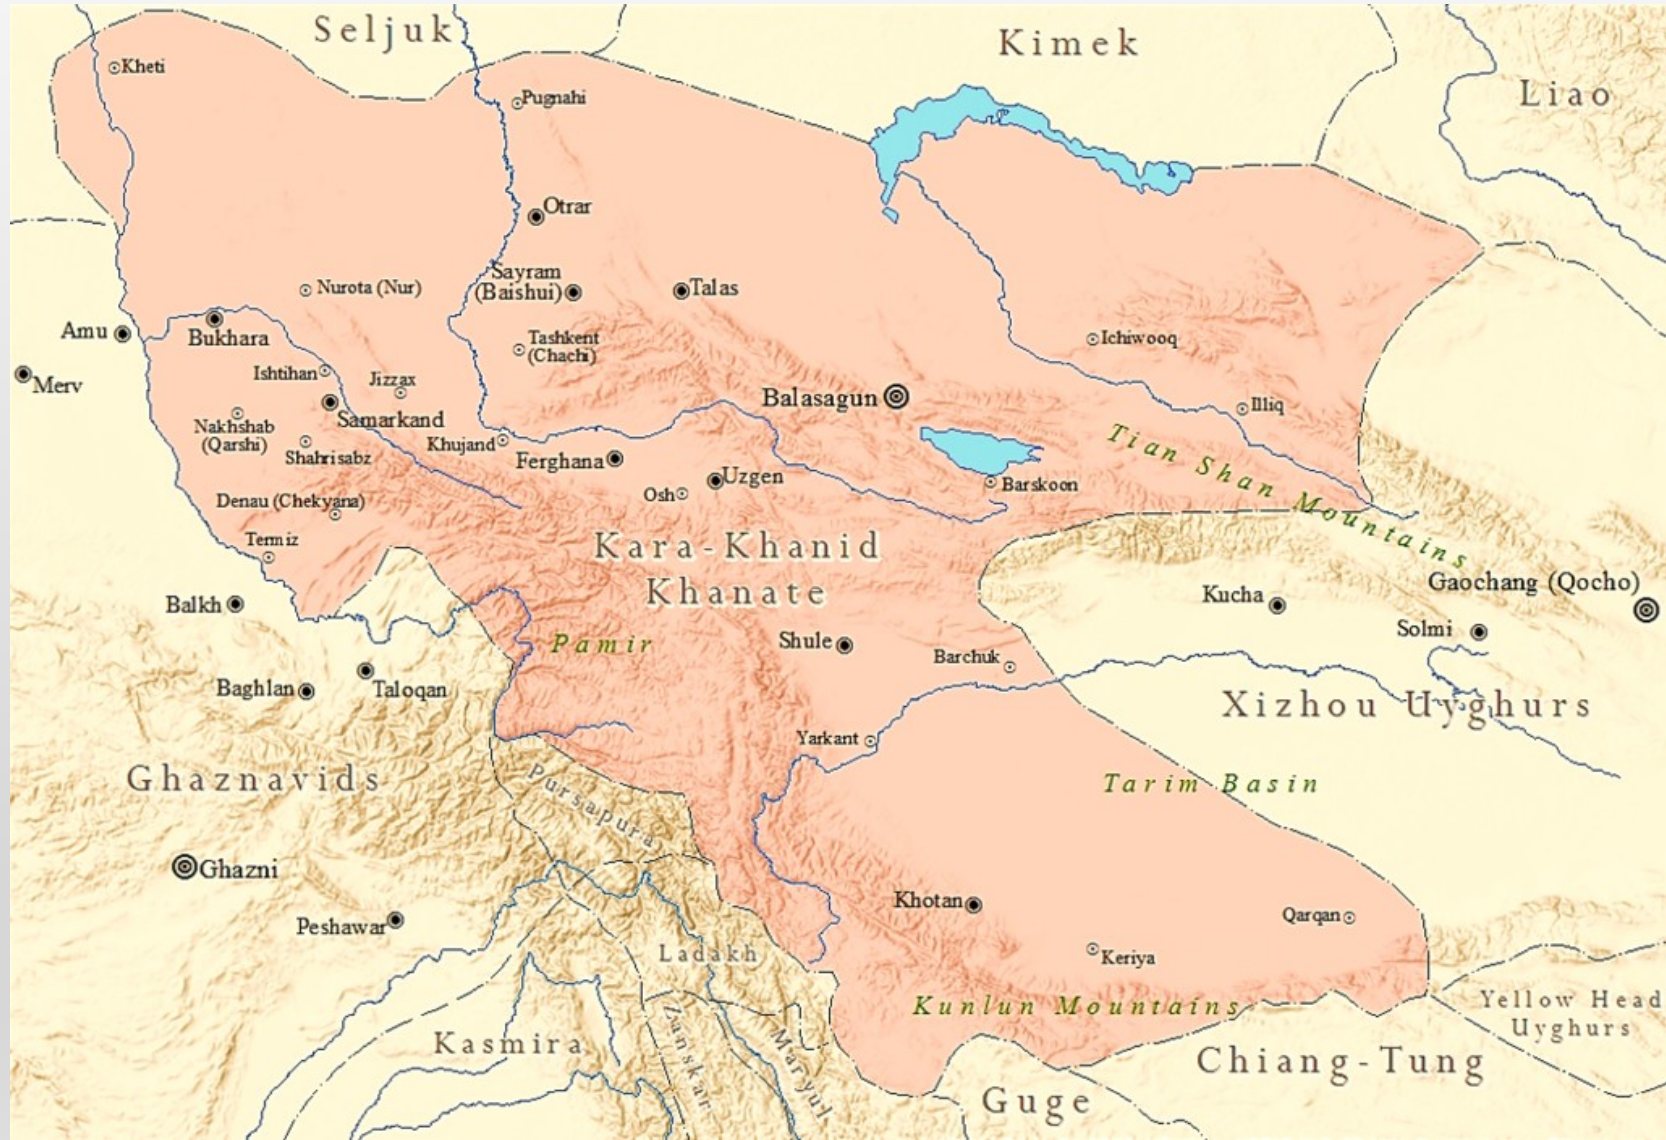 Seljuk
Kimek
Liao
Kheti
Pugnahi
Otrar
Nurota (Nur)
Sayram
(Baishui)
Talas
Amu
Bukhara
Tashkent
(Chachi)
Ichiwooq
Merv
Ishtihan
Jizzax
Balasagun
Illiq
Nakhshab
(Qarshi)
Samarkand
Shahrisabz
Khujand
Ferghana
Uzgen
Osh
Barskoon
Tian Shan Mountains
Denau (Chekyana)
Termiz
Kara-Khanid
Khanate
Balkh
Kucha
Gaochang (Qocho)
Solmi
Pamir
Shule
Barchuk
Baghlan
Taloqan
Xizhou Uyghurs
Yarkant
Ghaznavids
Pursapura
Tarim Basin
Ghazni
Peshawar
Khotan
Qarqan
Keriya
Ladakh
Kunlun Mountains
Yellow Head
Uyghurs
Kasmira
Zanskar
Maryul
Chiang-Tung
Guge